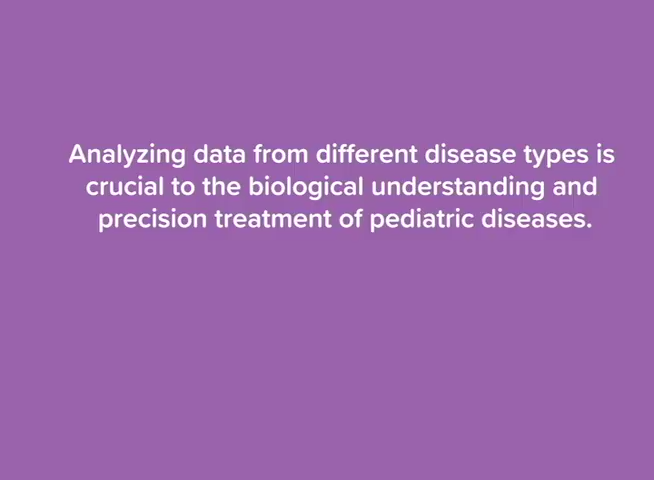 Analyzing data from different disease types is
crucial to the biological understanding and
precision treatment of pediatric diseases.